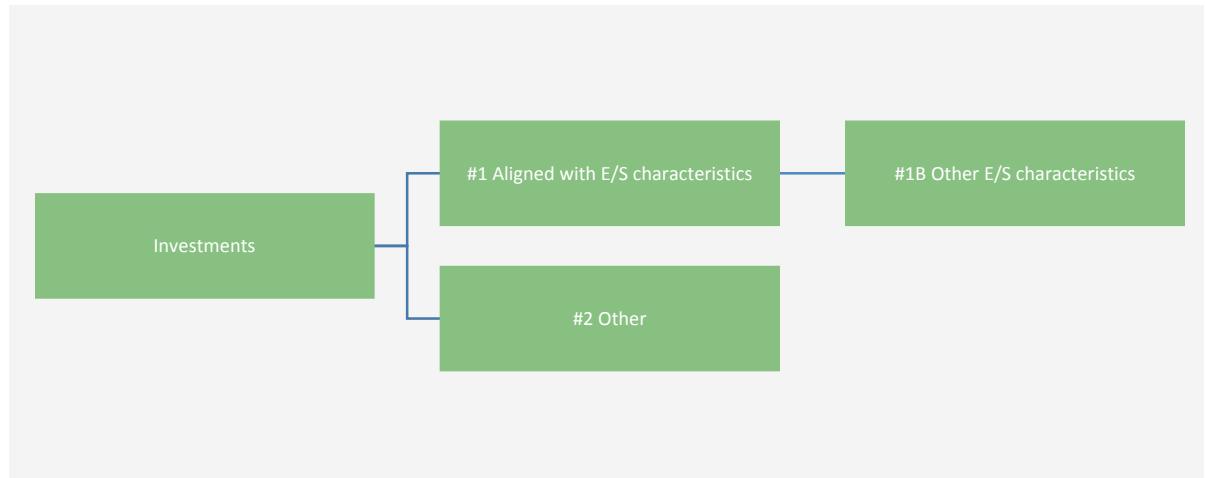 Investments
#1 Aligned with E/S characteristics
#1B Other E/S characteristics
#2 Other